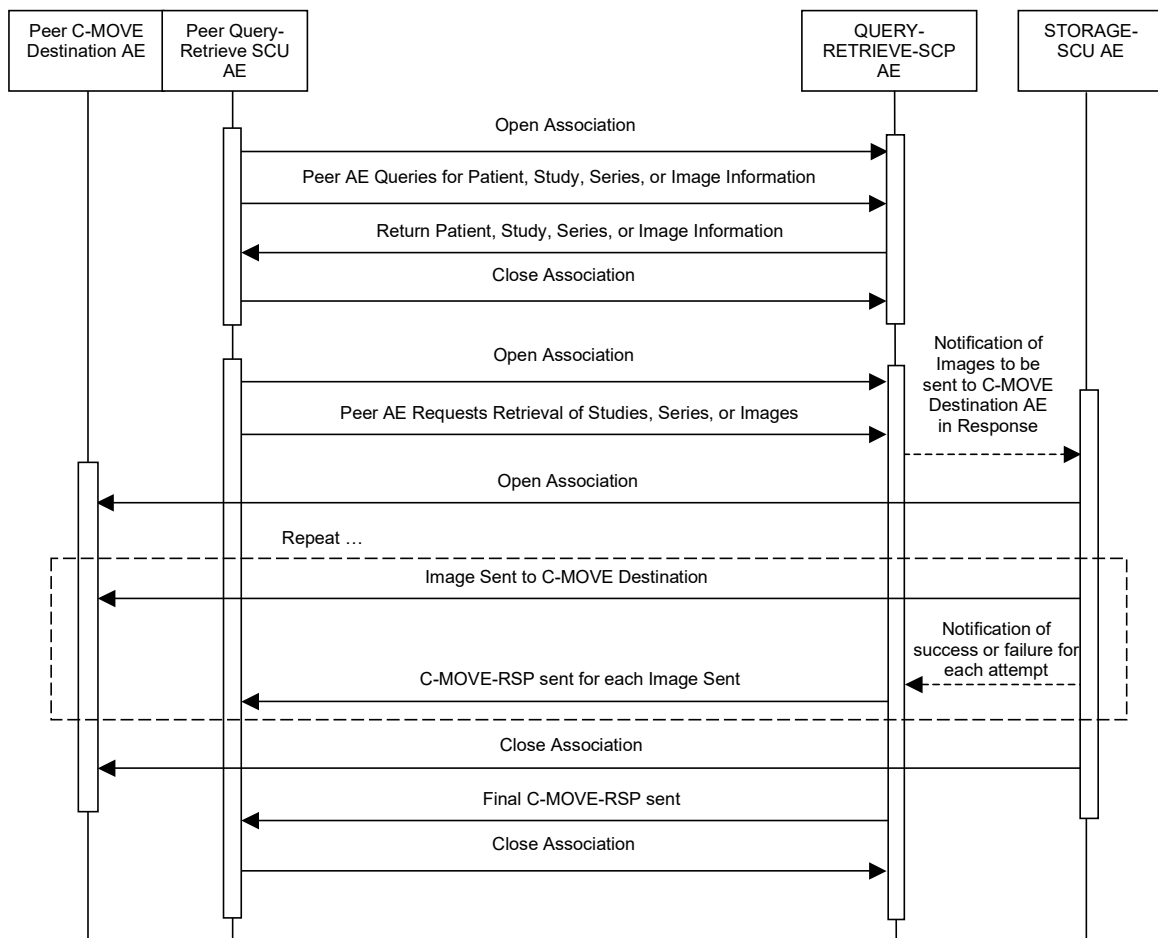 Peer C-MOVE
Destination AE
Peer Query-
Retrieve SCU
AE
QUERY-
RETRIEVE-SCP
AE
STORAGE-
SCU AE
Open Association
Peer AE Queries for Patient, Study, Series, or Image Information
Return Patient, Study, Series, or Image Information
Close Association
Open Association
Notification of
Images to be
sent to C-MOVE
Destination AE
in Response
Peer AE Requests Retrieval of Studies, Series, or Images
Open Association
Repeat …
Image Sent to C-MOVE Destination
Notification of
success or failure for
each attempt
C-MOVE-RSP sent for each Image Sent
Close Association
Final C-MOVE-RSP sent
Close Association